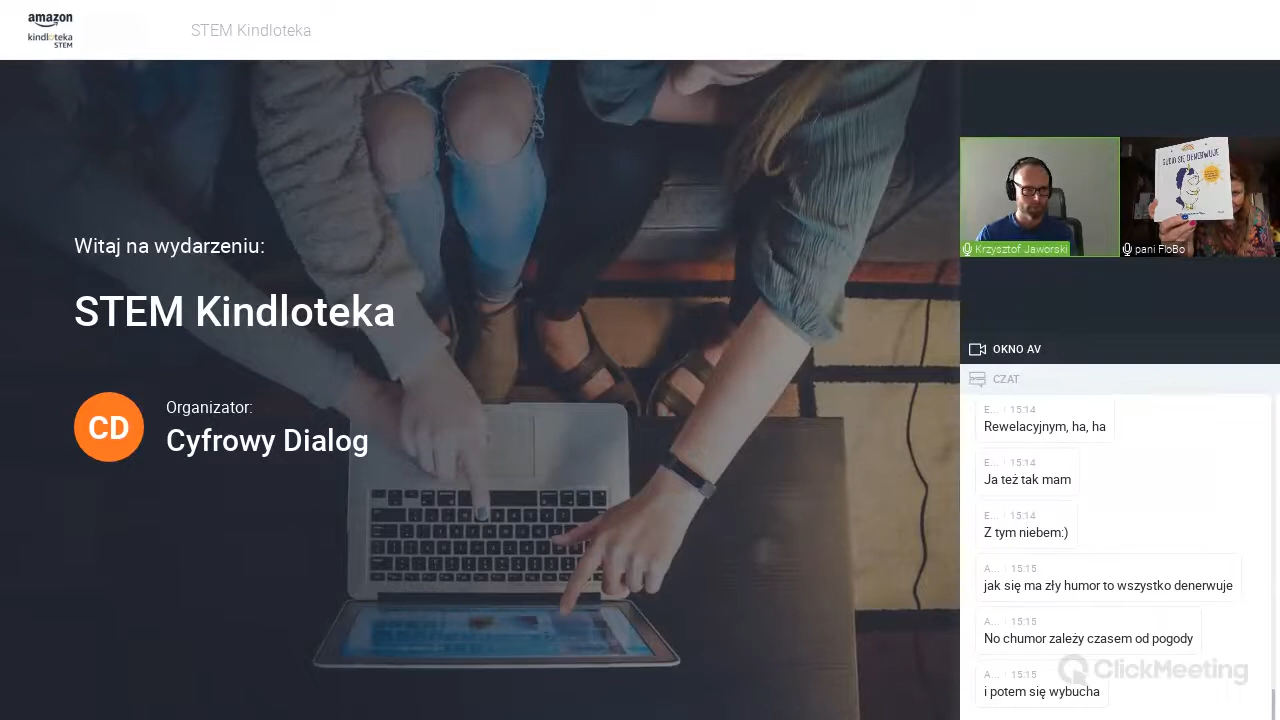 amazon
kindloteka
STEM
STEM Kindloteka
Witaj na wydarzeniu:
STEM Kindloteka
CD
Organizator:
Cyfrowy Dialog
GUCIO SIĘ DENERWUJE
Krzysztof Jaworski
pani FloBo
OKNO AV
CZAT
E... 15:14
Rewelacyjnym, ha, ha
E... 15:14
Ja też tak mam
E... 15:14
Z tym niebem:)
A... 15:15
jak się ma zły humor to wszystko denerwuje
A... 15:15
No chumor zależy czasem od pogody
A... 15:15
i potem się wybucha
ClickMeeting